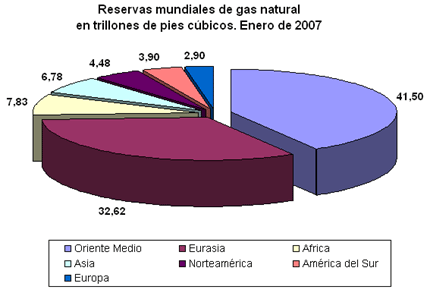 Reservas mundiales de gas natural
en trillones de pies cúbicos. Enero de 2007
2,90
3,90
4,48
6,78
7,83
41,50
32,62
Oriente Medio
Eurasia
Africa
Asia
Norteamérica
América del Sur
Europa